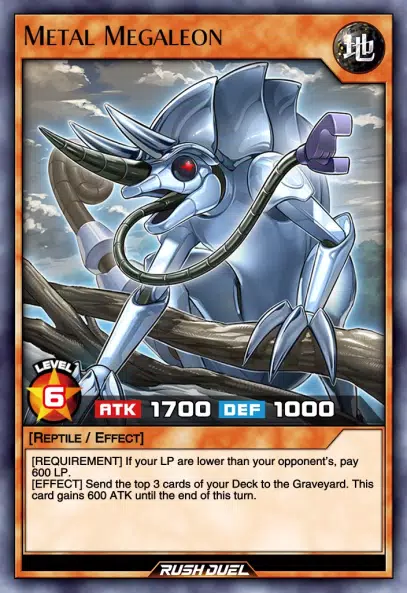 METAL MEGALEON
地
LEVEL
6
ATK 1700 DEF 1000
[REPTILE / EFFECT]
[REQUIREMENT] If your LP are lower than your opponent's, pay
600 LP.
[EFFECT] Send the top 3 cards of your Deck to the Graveyard. This
card gains 600 ATK until the end of this turn.
RUSH DUEL